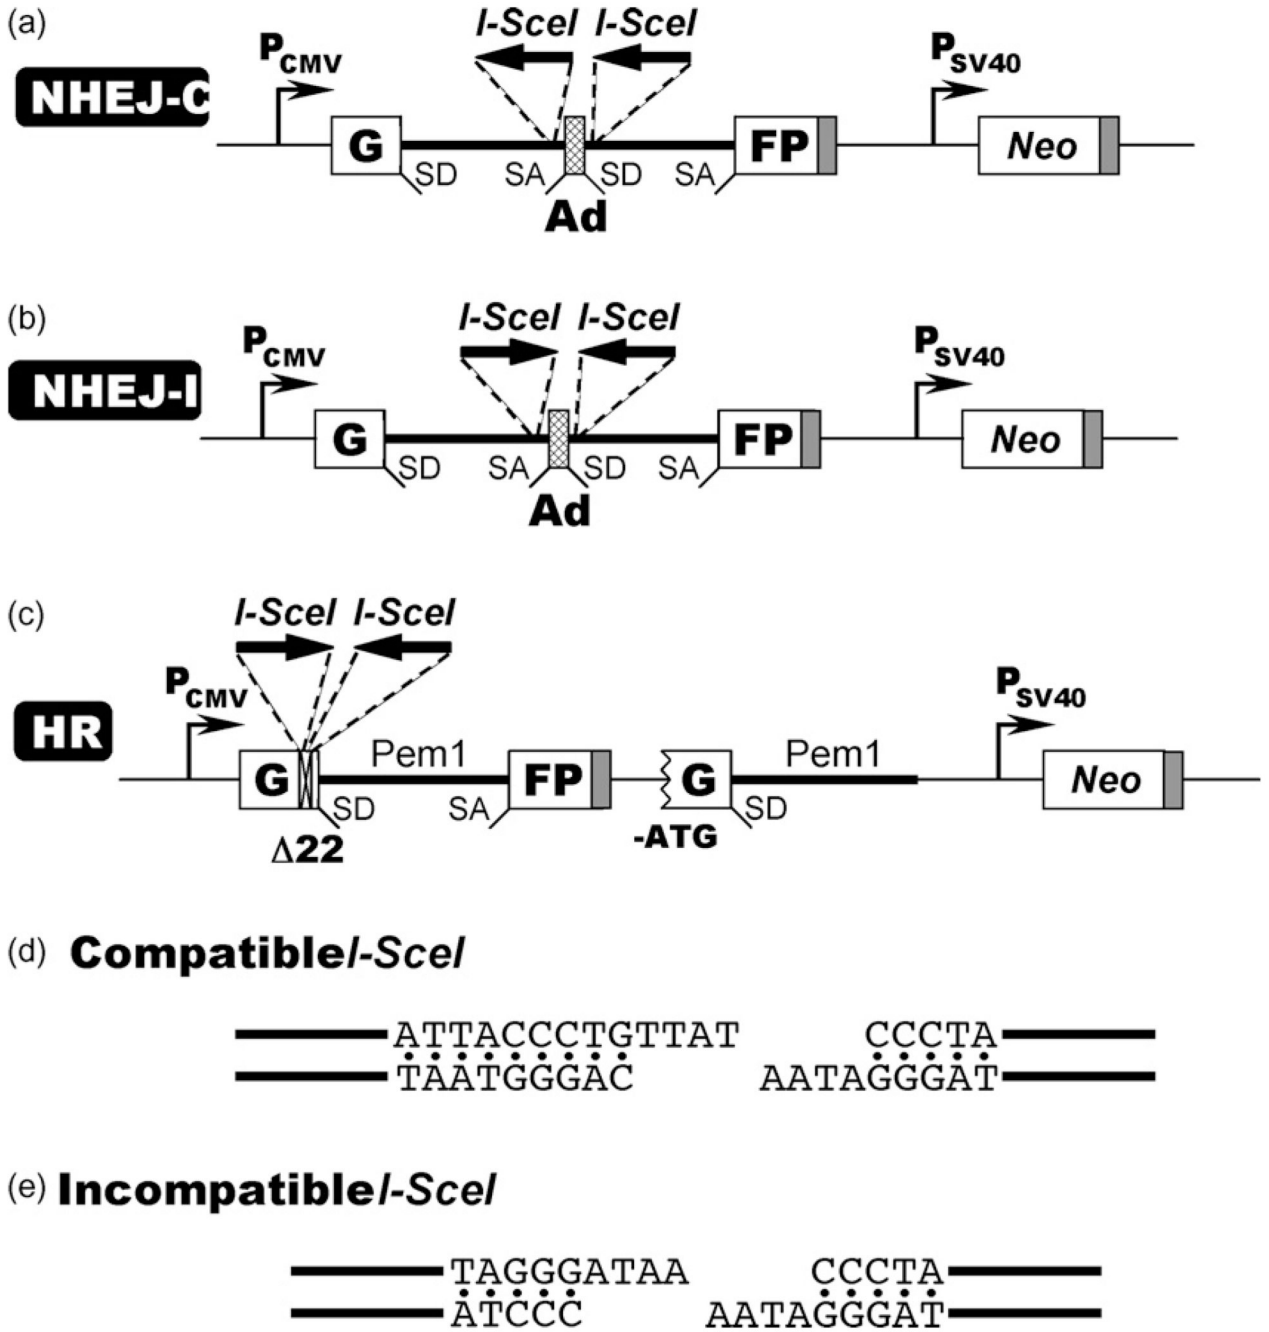 (a)
I-SceI I-SceI
PCMV
PSV40
NHEJ-C
G
FP
Neo
SD SA SD SA
Ad
(b)
I-SceI I-SceI
PCMV
PSV40
NHEJ-I
G
FP
Neo
SD SA SD SA
Ad
(c)
I-SceI I-SceI
PCMV
PSV40
HR
Pem1
Pem1
G
FP
G
Neo
SD SA SD
Δ22
-ATG
(d) CompatibleI-SceI
ATTACCCTGTTAT CCCTA
TAATGGGAC AATAGGGAT
(e) IncompatibleI-SceI
TAGGGATAA CCCTA
ATCCC AATAGGGAT